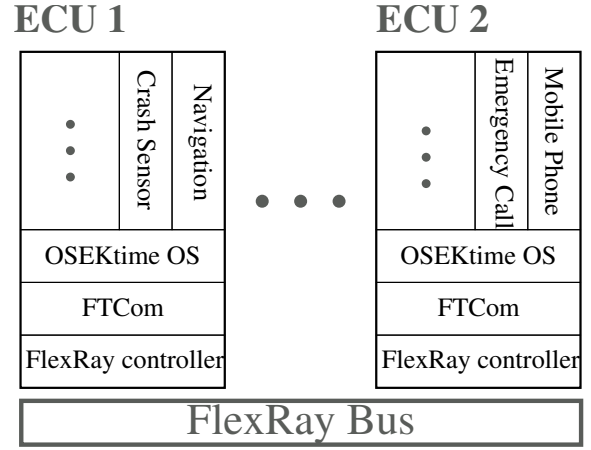 ECU 1
ECU 2
Crash Sensor
Navigation
Emergency Call
Mobile Phone
OSEKtime OS
OSEKtime OS
FTCom
FTCom
FlexRay controller
FlexRay controller
FlexRay Bus